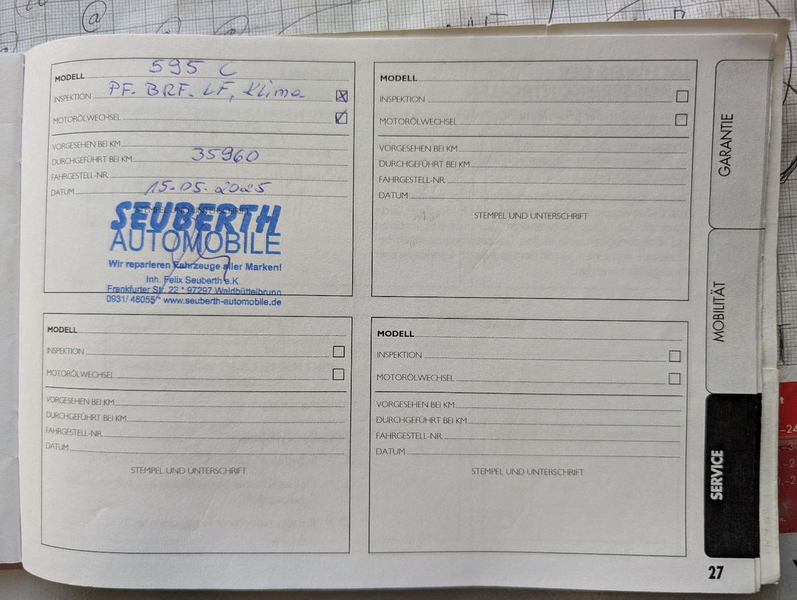 MODELL 595 C
INSPEKTION PF. BRF. LF, Klima
MOTORÖLWECHSEL
VORGESEHEN BEI KM
DURCHGEFÜHRT BEI KM 35960
FAHRGESTELL-NR.
DATUM 15.05.2025
SEUBERTH
AUTOMOBILE
Wir reparieren Fahrzeuge aller Marken!
Inh. Felix Seuberth e.K.
Frankfurter Str. 22 * 97297 Waldbüttelbrunn
0931/ 48055 * www.seuberth-automobile.de
MODELL
INSPEKTION
MOTORÖLWECHSEL
VORGESEHEN BEI KM
DURCHGEFÜHRT BEI KM
FAHRGESTELL-NR.
DATUM
STEMPEL UND UNTERSCHRIFT
MODELL
INSPEKTION
MOTORÖLWECHSEL
VORGESEHEN BEI KM
DURCHGEFÜHRT BEI KM
FAHRGESTELL-NR.
DATUM
STEMPEL UND UNTERSCHRIFT
MODELL
INSPEKTION
MOTORÖLWECHSEL
VORGESEHEN BEI KM
DURCHGEFÜHRT BEI KM
FAHRGESTELL-NR.
DATUM
STEMPEL UND UNTERSCHRIFT
GARANTIE
MOBILITÄT
SERVICE
27